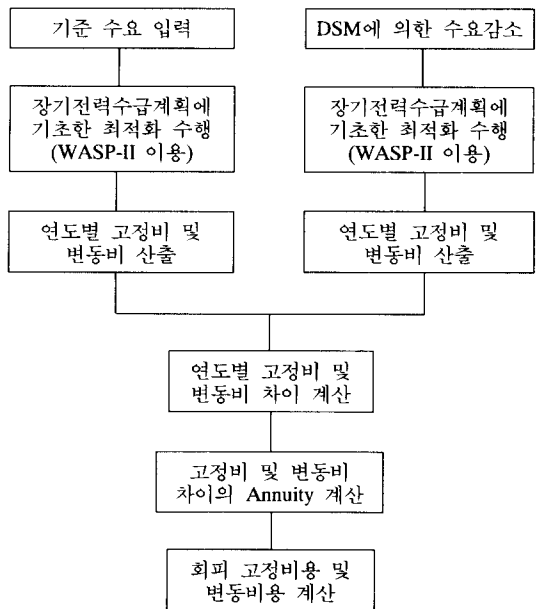 기준 수요 입력
DSM에 의한 수요감소
장기전력수급계획에
기초한 최적화 수행
(WASP-II 이용)
장기전력수급계획에
기초한 최적화 수행
(WASP-II 이용)
연도별 고정비 및
변동비 산출
연도별 고정비 및
변동비 산출
연도별 고정비 및
변동비 차이 계산
고정비 및 변동비
차이의 Annuity 계산
회피 고정비용 및
변동비용 계산